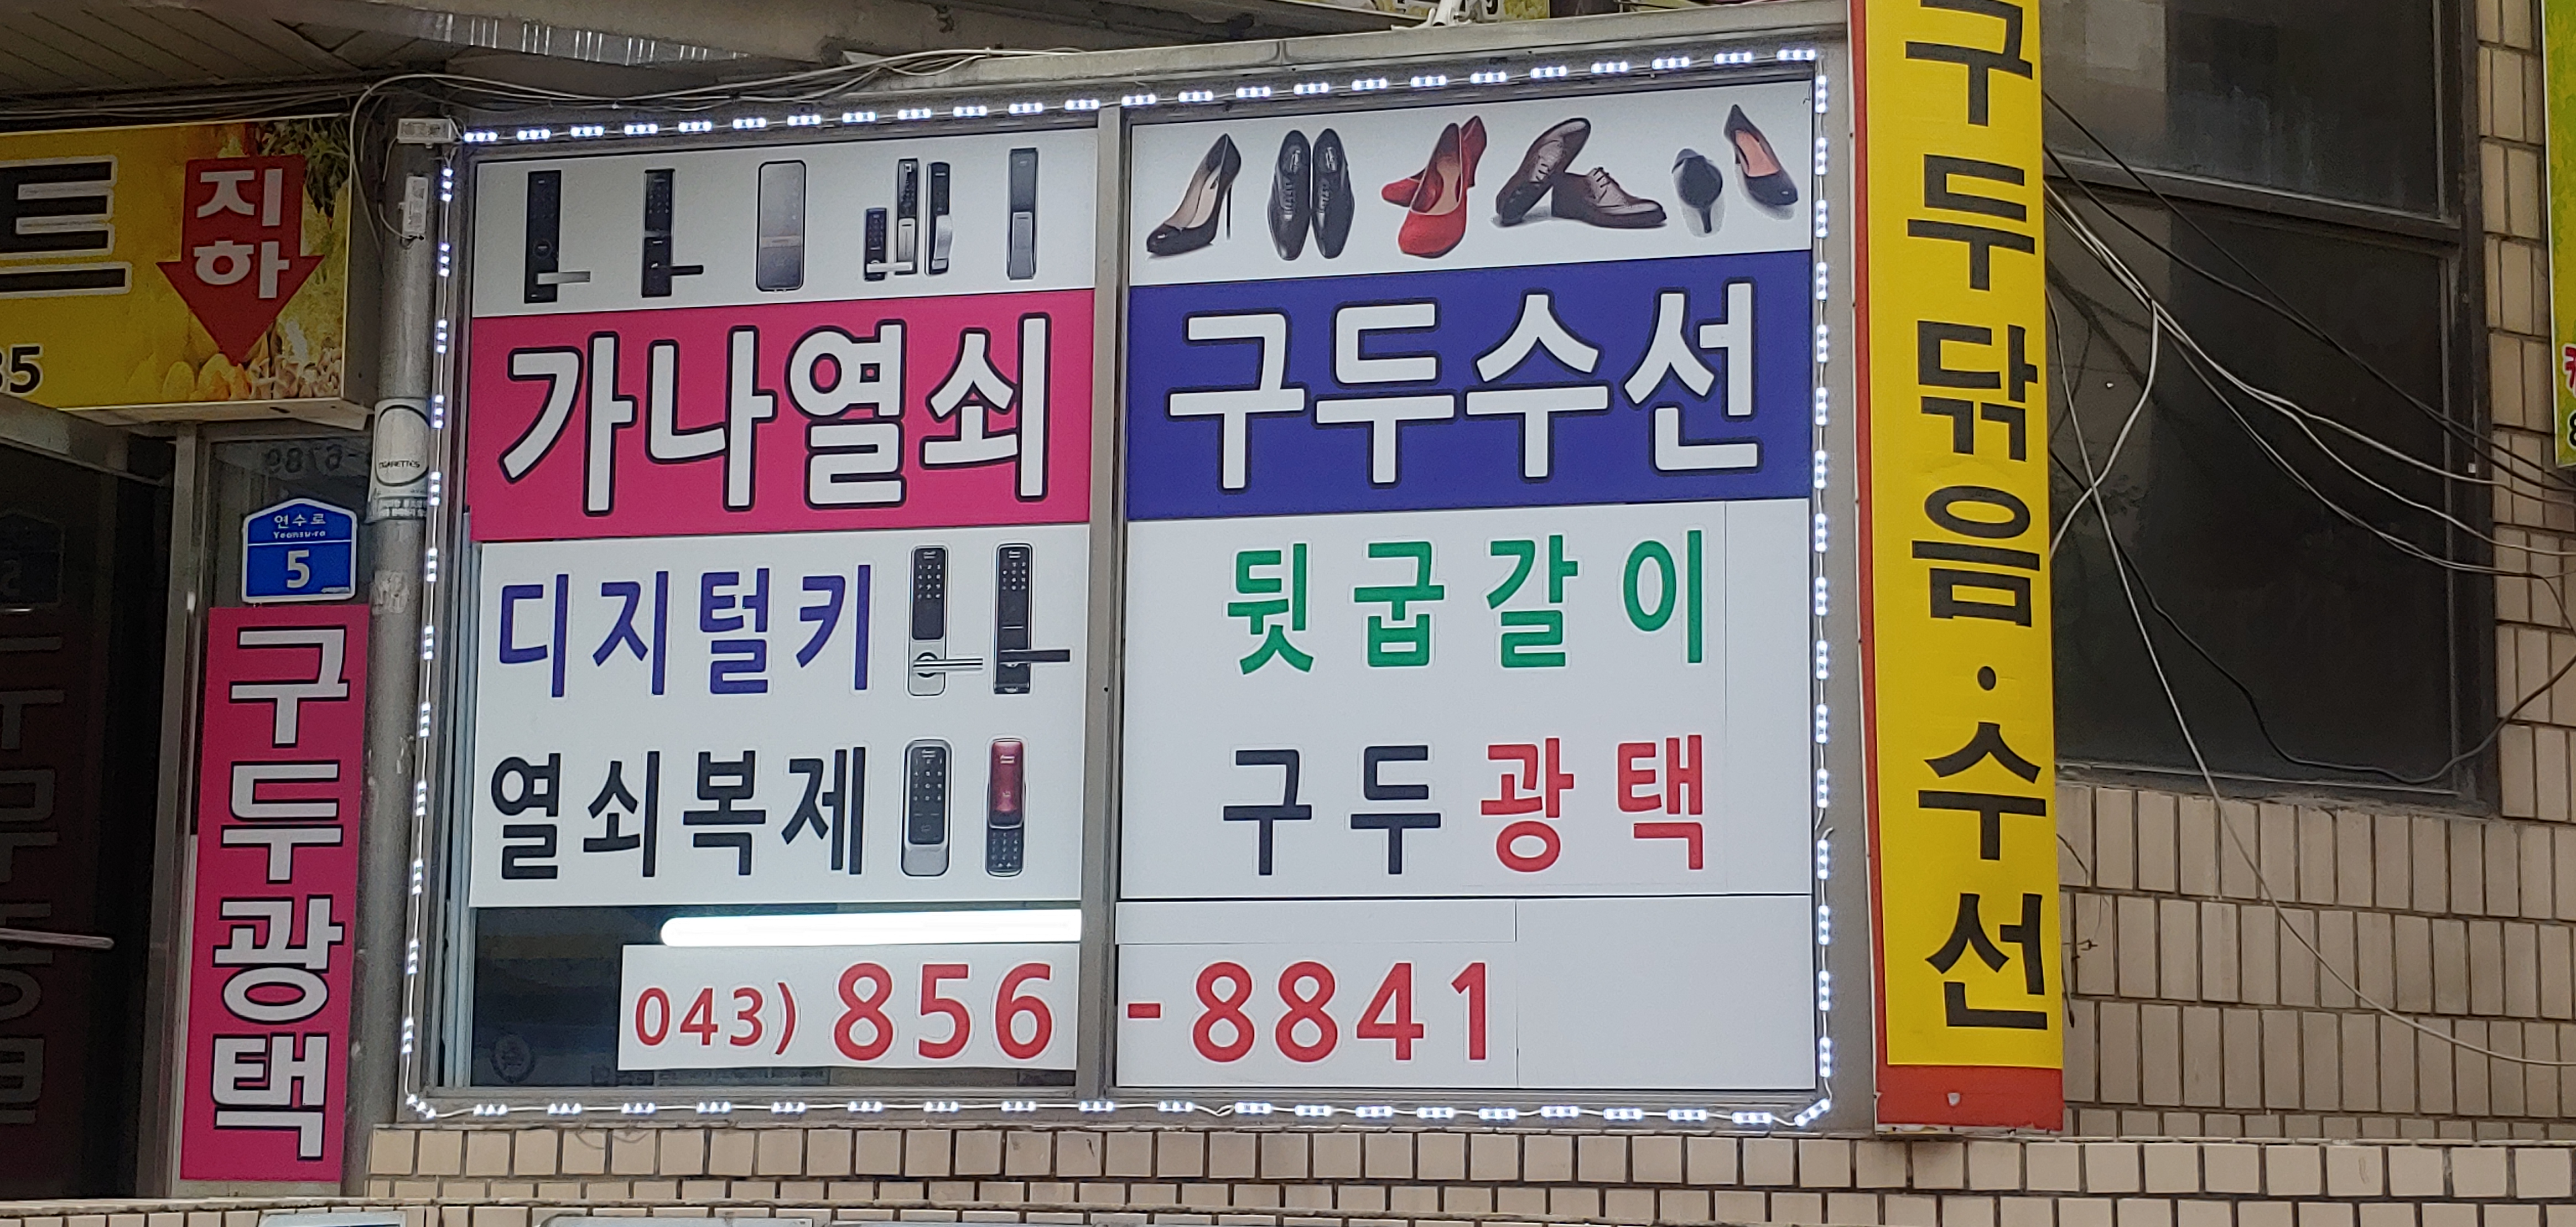 트
지하
35
CIGARETTES
연수로
Yeonsu-ro
5
구두광택
가나열쇠
디지털키
열쇠복제
구두수선
뒷굽갈이
구두광택
043) 856-8841
구두닦음·수선